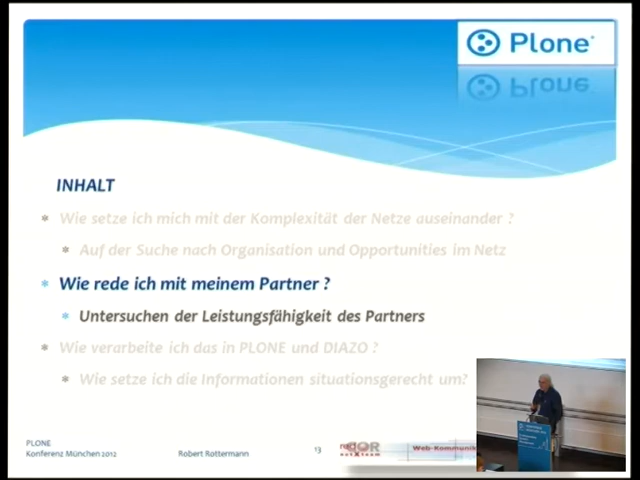 Plone
INHALT
* Wie setze ich mich mit der Komplexität der Netze auseinander ?
* Auf der Suche nach Organisation und Opportunities im Netz
* Wie rede ich mit meinem Partner ?
* Untersuchen der Leistungsfähigkeit des Partners
* Wie verarbeite ich das in PLONE und DIAZO ?
* Wie setze ich die Informationen situationsgerecht um?
PLONE
Konferenz München 2012
Robert Rottermann
13